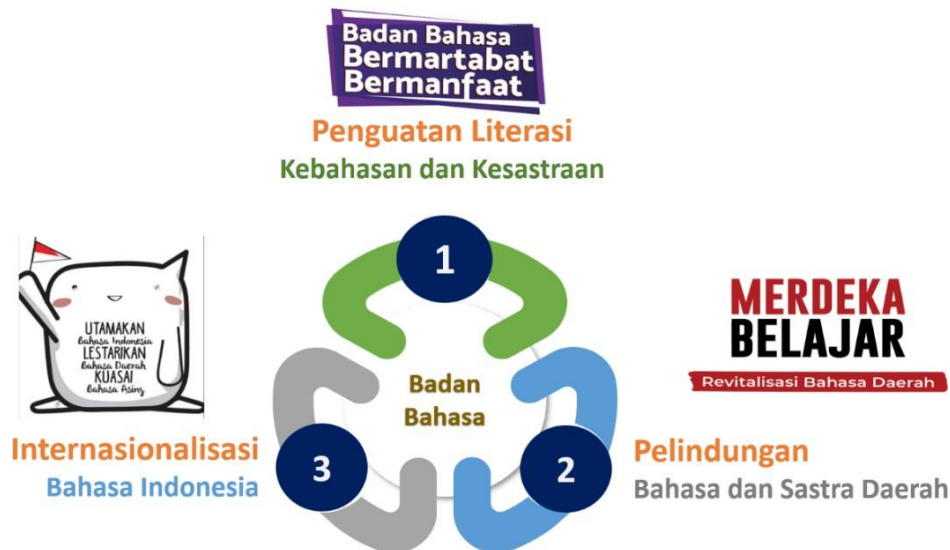 Badan Bahasa
Bermartabat
Bermanfaat
Penguatan Literasi
Kebahasan dan Kesastraan
1
UTAMAKAN
Bahasa Indonesia
LESTARIKAN
Bahasa Daerah
KUASAI
Bahasa Asing
MERDEKA
BELAJAR
Revitalisasi Bahasa Daerah
Badan
Bahasa
Internasionalisasi
Bahasa Indonesia
3
2
Pelindungan
Bahasa dan Sastra Daerah